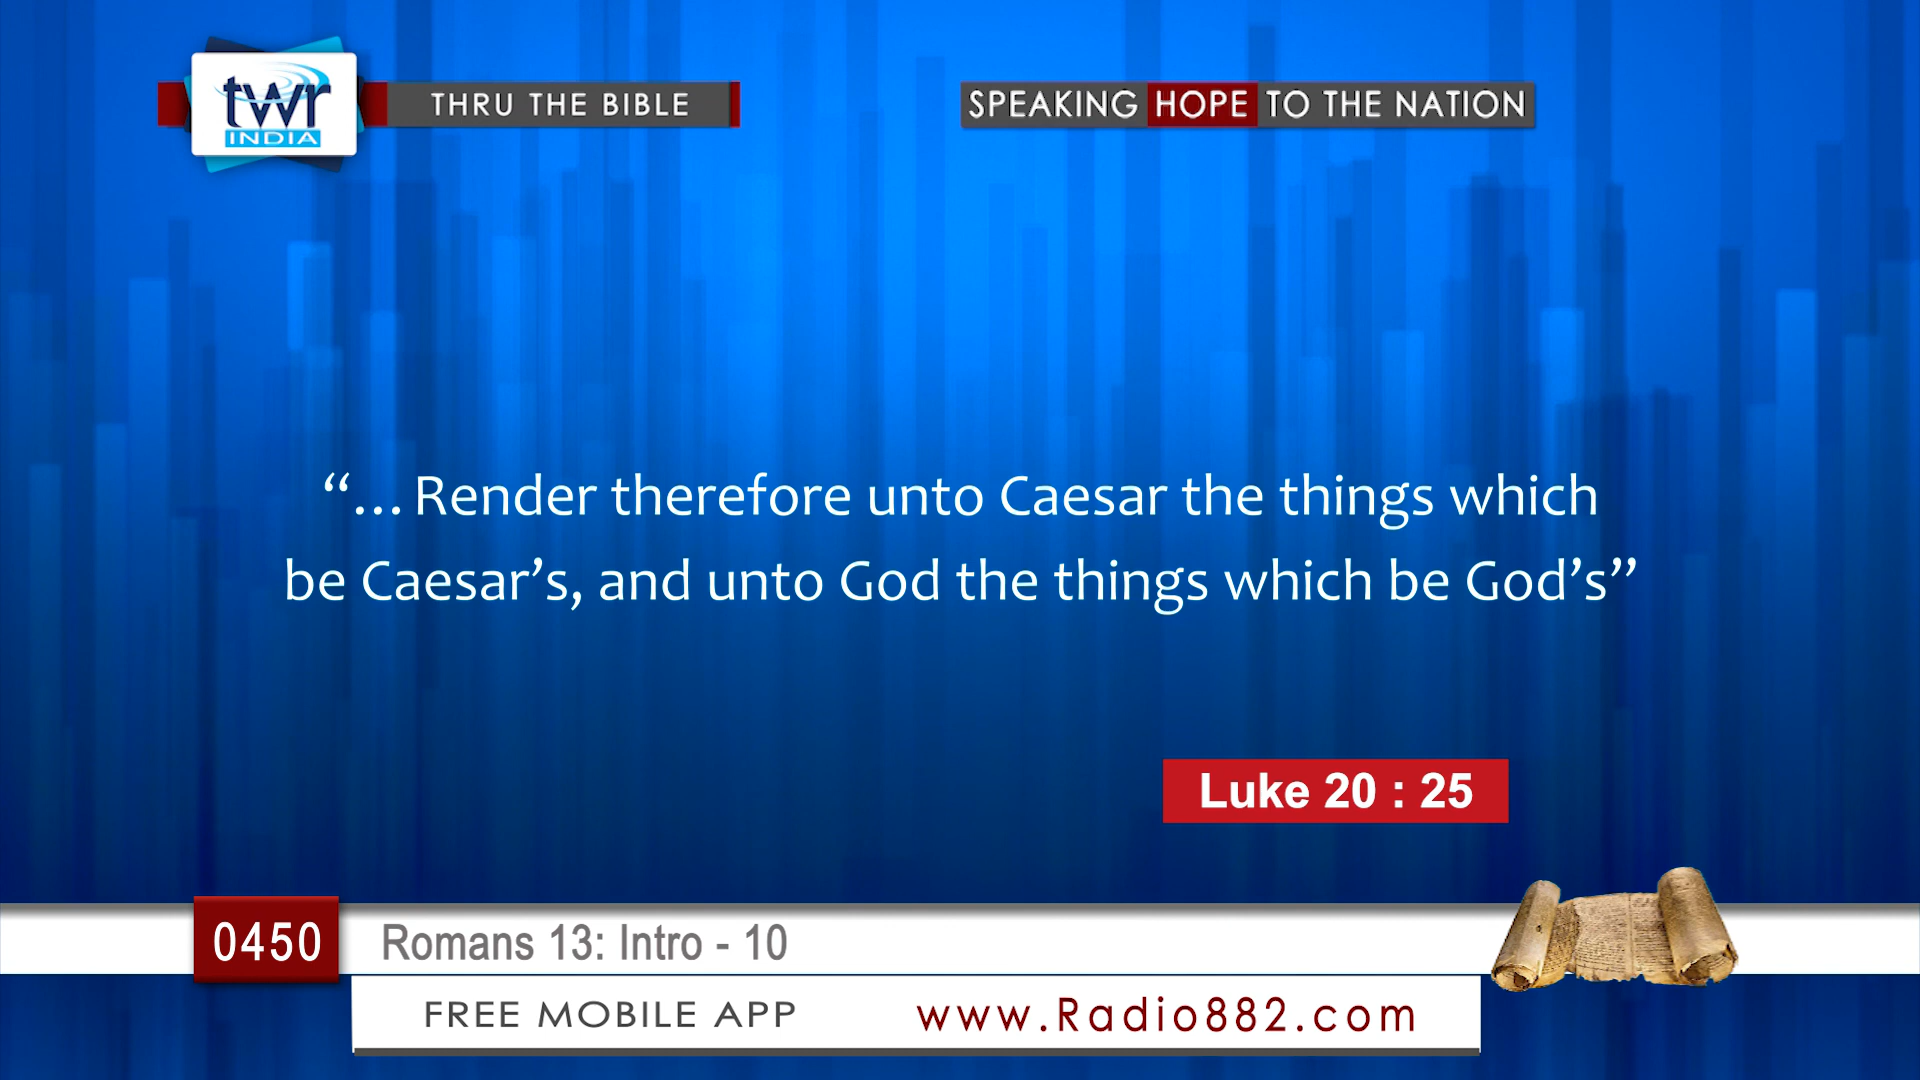 twr
INDIA
THRU THE BIBLE
SPEAKING HOPE TO THE NATION
“... Render therefore unto Caesar the things which
be Caesar’s, and unto God the things which be God’s”
Luke 20 : 25
0450
Romans 13: Intro - 10
FREE MOBILE APP
www.Radio882.com